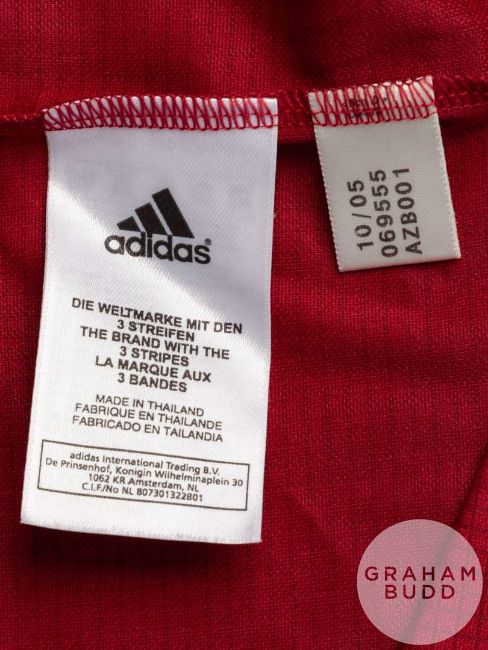 adidas®
DIE WELTMARKE MIT DEN
3 STREIFEN
THE BRAND WITH THE
3 STRIPES
LA MARQUE AUX
3 BANDES
MADE IN THAILAND
FABRIQUE EN THAILANDE
FABRICADO EN TAILANDIA
adidas International Trading B.V.
De Prinsenhof, Konigin Wilhelminaplein 30
1062 KR Amsterdam, NL
C.I.F./No NL 807301322B01
10/05
069555
AZB001
GRAHAM
BUDD